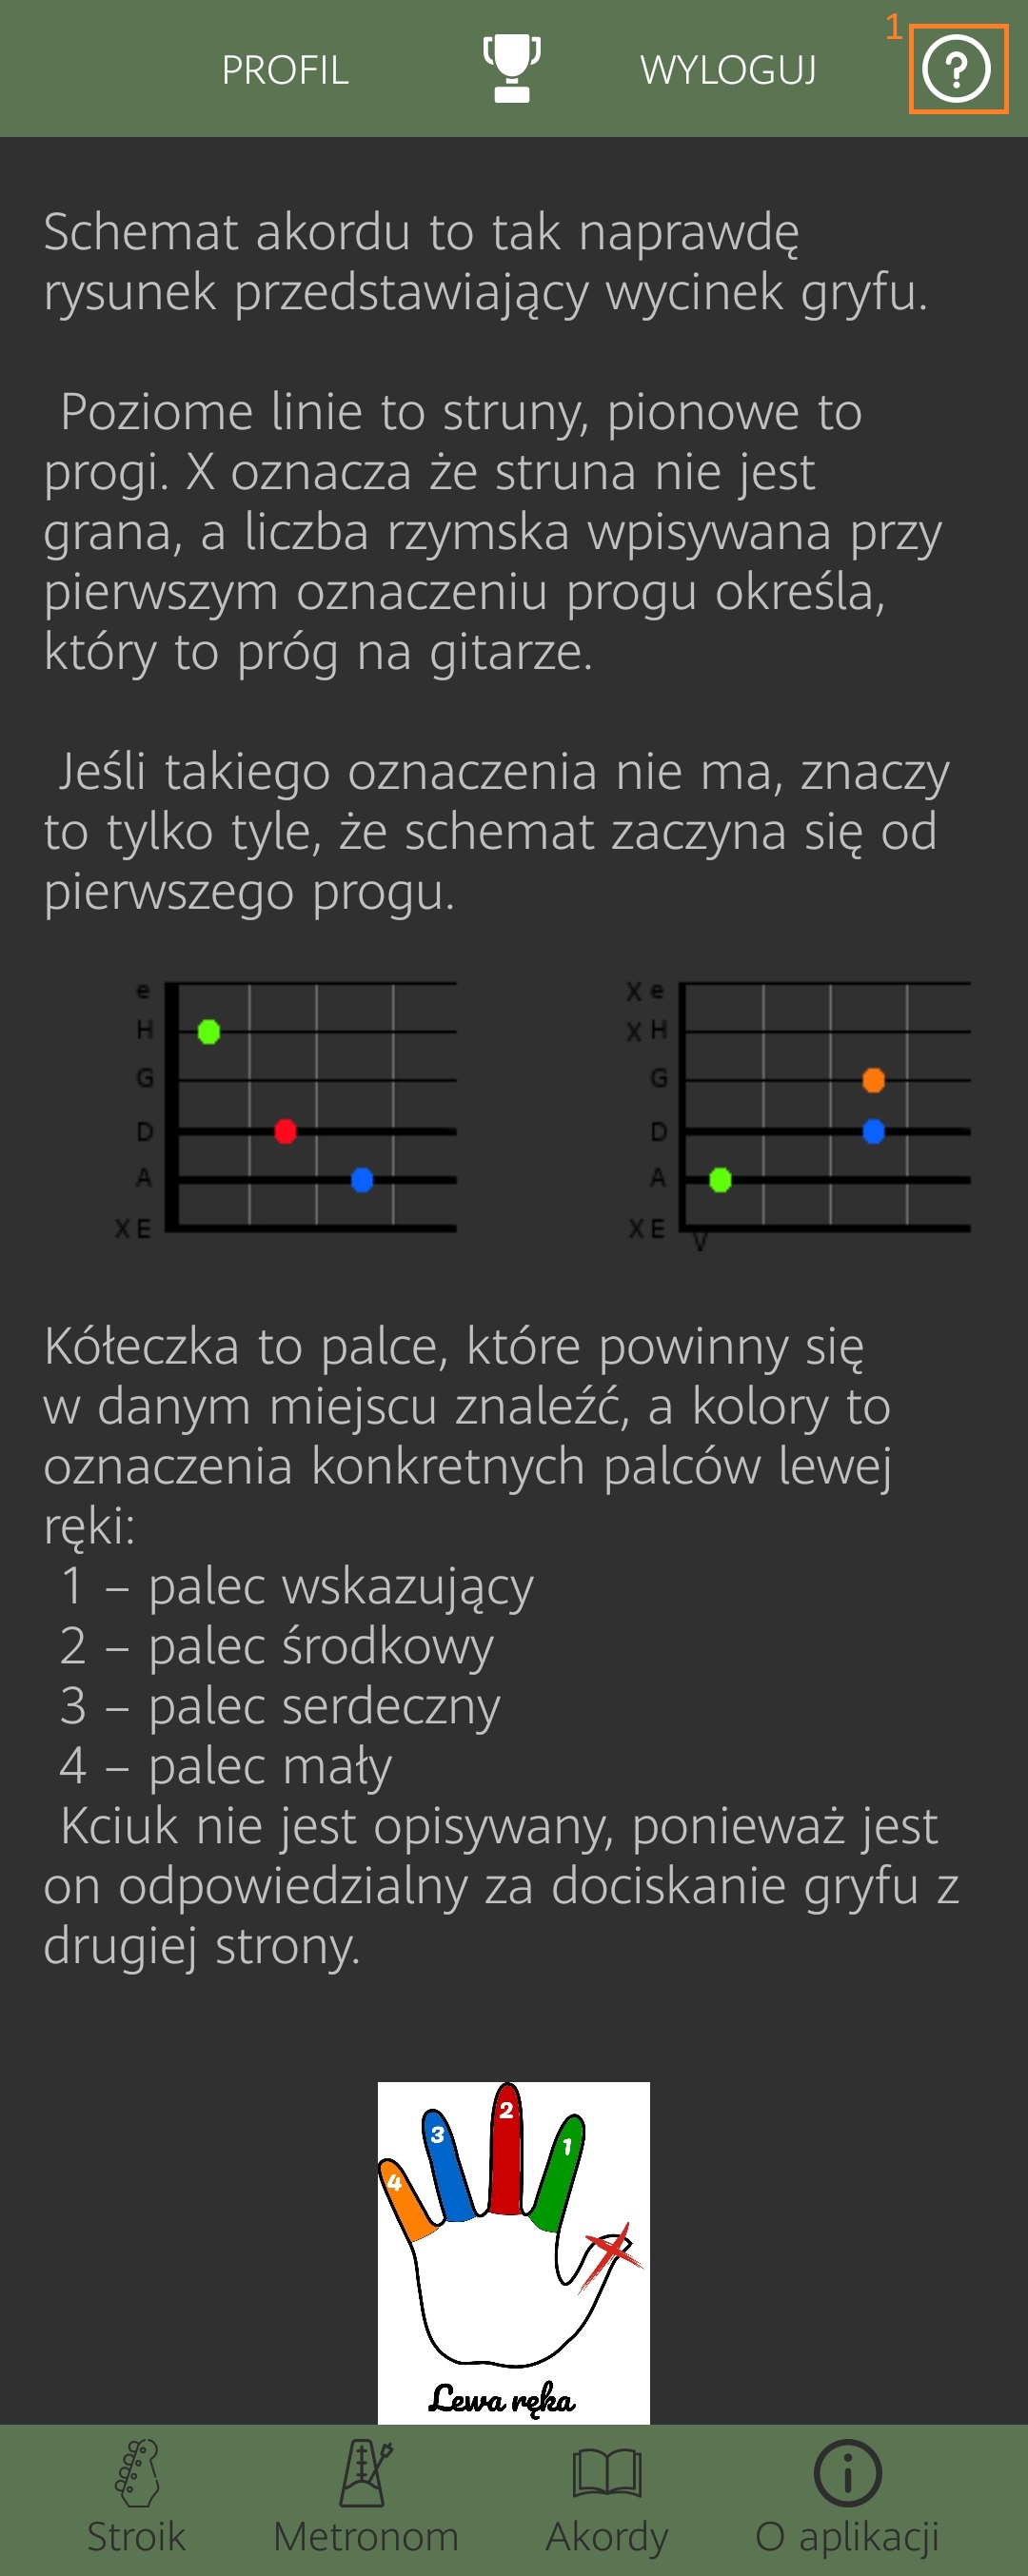 PROFIL WYLOGUJ 1 ?
Schemat akordu to tak naprawdę
rysunek przedstawiający wycinek gryfu.
Poziome linie to struny, pionowe to
progi. X oznacza że struna nie jest
grana, a liczba rzymska wpisywana przy
pierwszym oznaczeniu progu określa,
który to próg na gitarze.
Jeśli takiego oznaczenia nie ma, znaczy
to tylko tyle, że schemat zaczyna się od
pierwszego progu.
e
H
G
D
A
X E
X e
X H
G
D
A
X E
V
Kółeczka to palce, które powinny się
w danym miejscu znaleźć, a kolory to
oznaczenia konkretnych palców lewej
ręki:
1 – palec wskazujący
2 – palec środkowy
3 – palec serdeczny
4 – palec mały
Kciuk nie jest opisywany, ponieważ jest
on odpowiedzialny za dociskanie gryfu z
drugiej strony.
4 3 2 1
Lewa ręka
Stroik Metronom Akordy O aplikacji